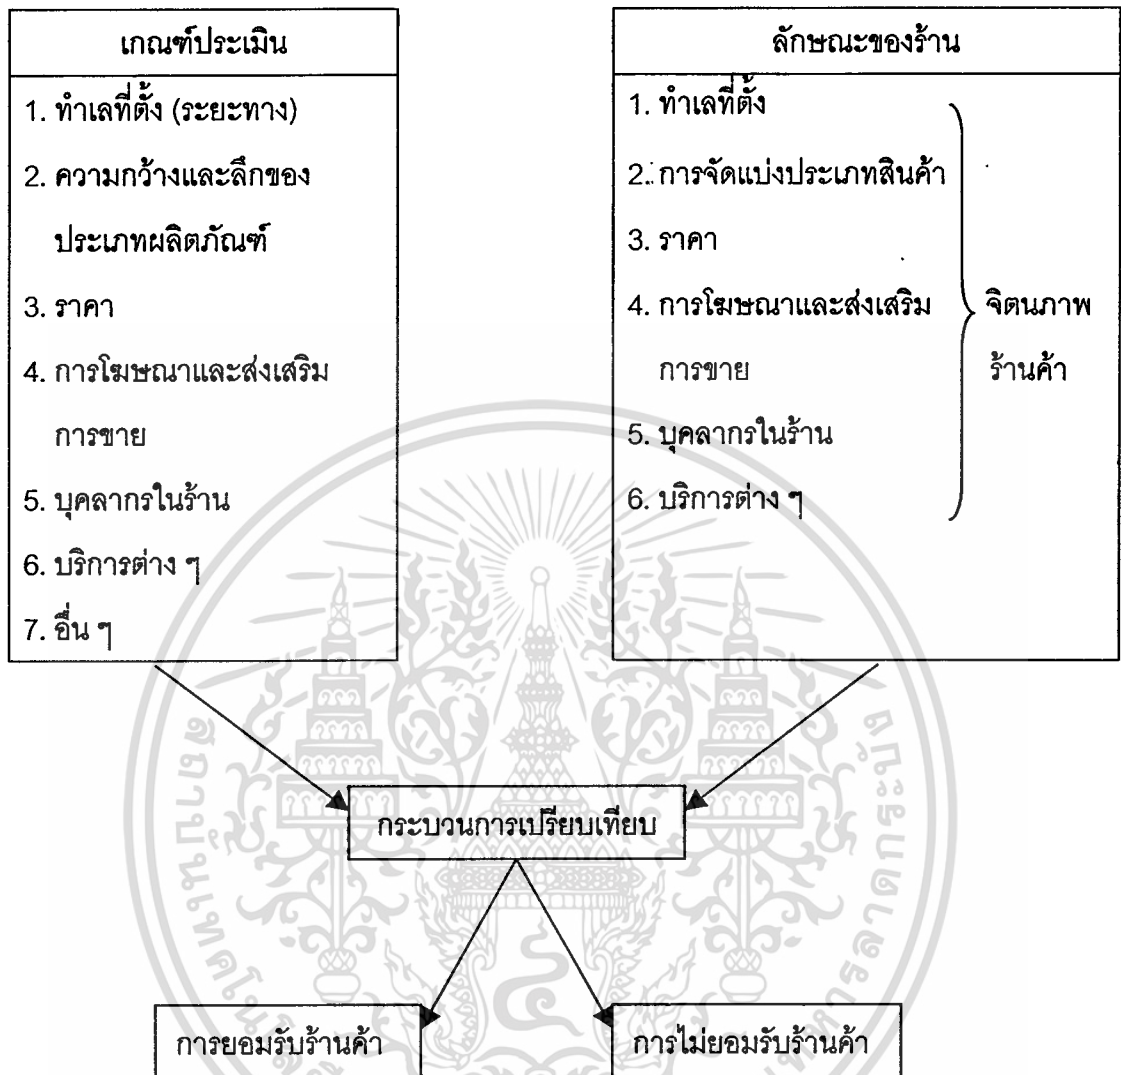 เกณฑ์ประเมิน
1. ทำเลที่ตั้ง (ระยะทาง)
2. ความกว้างและลึกของ
ประเภทผลิตภัณฑ์
3. ราคา
4. การโฆษณาและส่งเสริม
การขาย
5. บุคลากรในร้าน
6. บริการต่าง ๆ
7. อื่น ๆ
ลักษณะของร้าน
1. ทำเลที่ตั้ง
2. การจัดแบ่งประเภทสินค้า
3. ราคา
4. การโฆษณาและส่งเสริม
การขาย
5. บุคลากรในร้าน
6. บริการต่าง ๆ
จิตนภาพ
ร้านค้า
กระบวนการเปรียบเทียบ
การยอมรับร้านค้า
การไม่ยอมรับร้านค้า